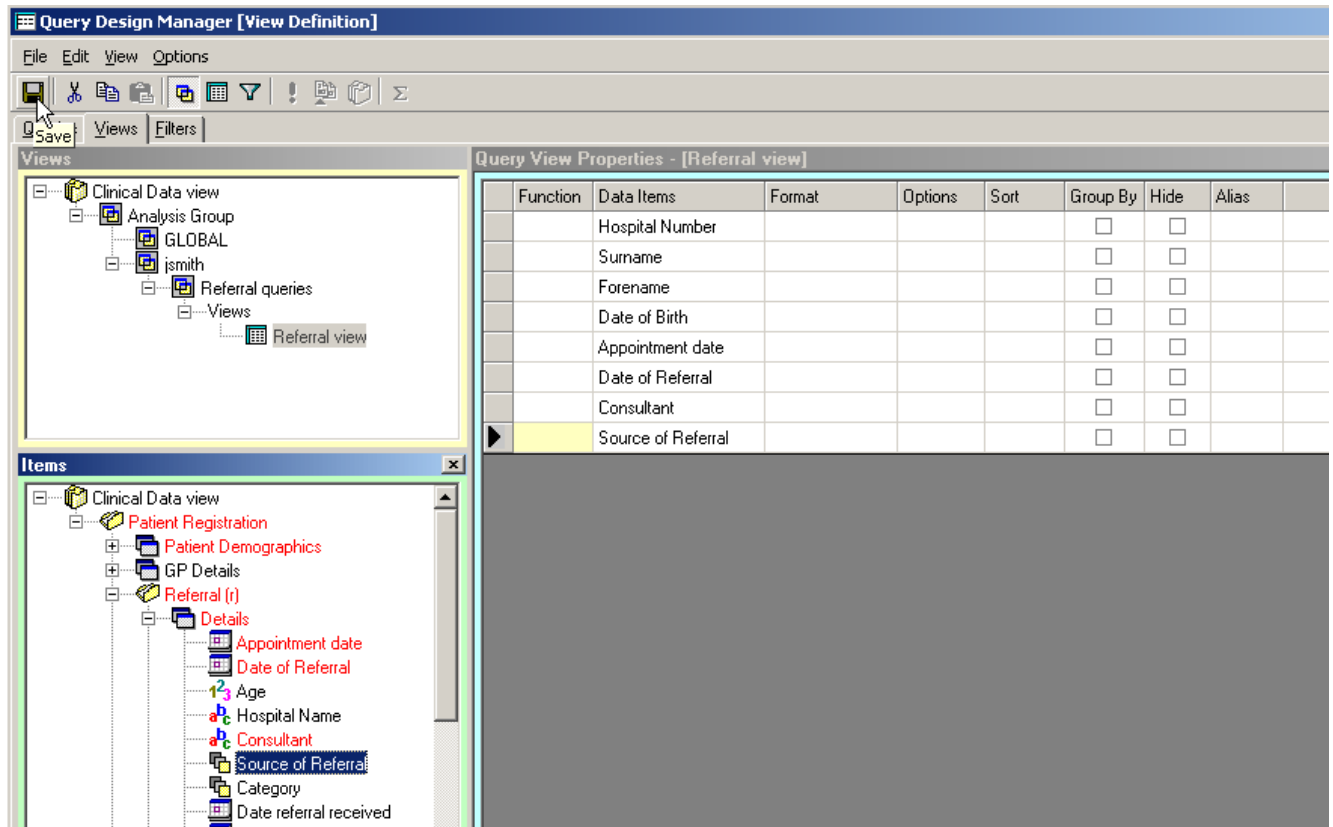 Query Design Manager [View Definition]
File Edit View Options
Save
Views Filters
Views
Clinical Data view
Analysis Group
GLOBAL
jsmith
Referral queries
Views
Referral view
Items
Clinical Data view
Patient Registration
Patient Demographics
GP Details
Referral (r)
Details
Appointment date
Date of Referral
Age
Hospital Name
Consultant
Source of Referral
Category
Date referral received
Query View Properties - [Referral view]
Function Data Items Format Options Sort Group By Hide Alias
Hospital Number
Surname
Forename
Date of Birth
Appointment date
Date of Referral
Consultant
Source of Referral